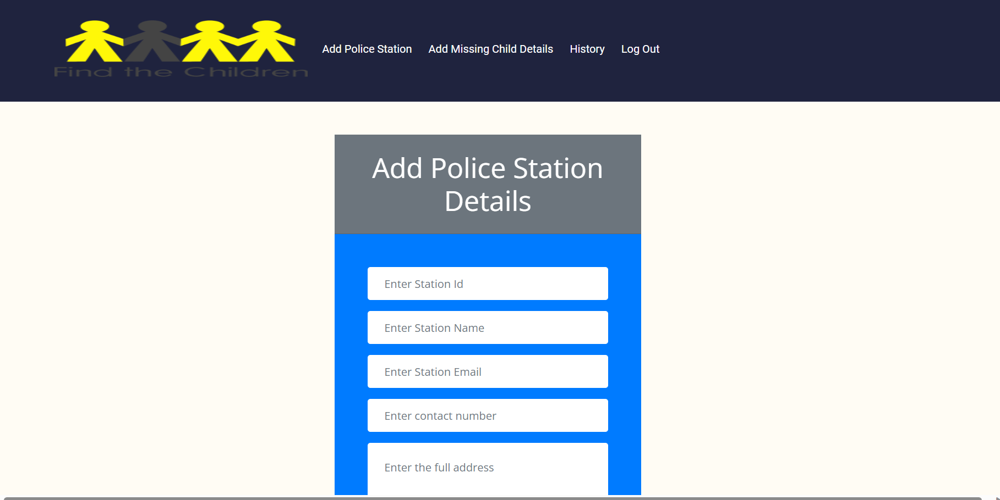 Find the Children
Add Police Station Add Missing Child Details History Log Out
Add Police Station
Details
Enter Station Id
Enter Station Name
Enter Station Email
Enter contact number
Enter the full address